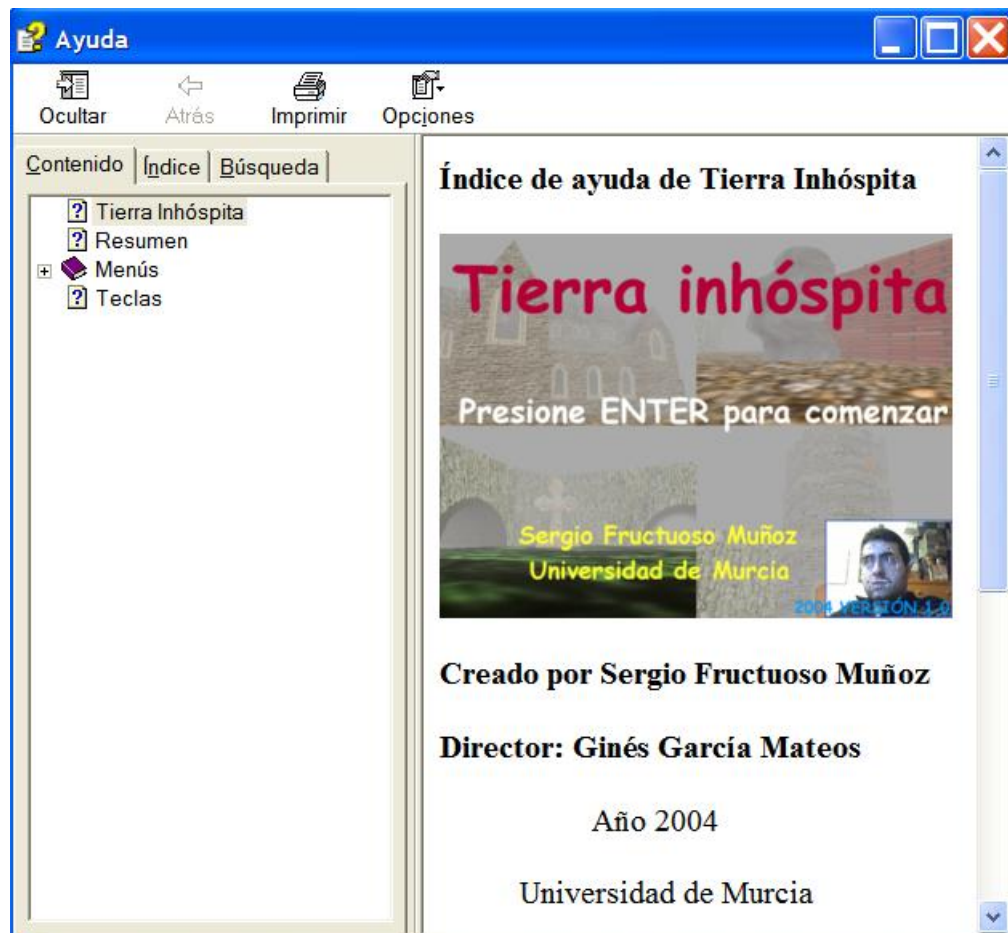 Ayuda
Ocultar Atrás Imprimir Opciones
Contenido Índice Búsqueda
Tierra Inhóspita
Resumen
Menús
Teclas
Índice de ayuda de Tierra Inhóspita
Tierra inhóspita
Presione ENTER para comenzar
Sergio Fructuoso Muñoz
Universidad de Murcia
2004 VERSIÓN 1.0
Creado por Sergio Fructuoso Muñoz
Director: Ginés García Mateos
Año 2004
Universidad de Murcia